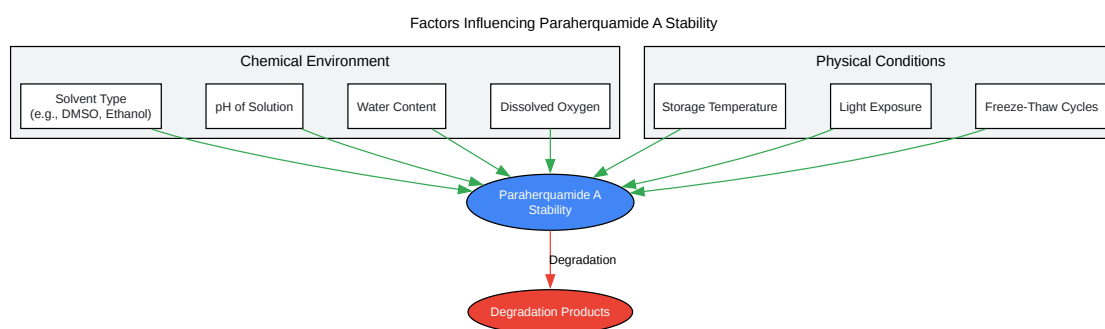 Factors Influencing Paraherquamide A Stability
Chemical Environment
Solvent Type
(e.g., DMSO, Ethanol)
pH of Solution
Water Content
Dissolved Oxygen
Physical Conditions
Storage Temperature
Light Exposure
Freeze-Thaw Cycles
Paraherquamide A
Stability
Degradation
Degradation Products